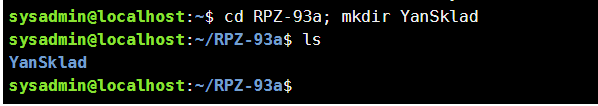 sysadmin@localhost:~$ cd RPZ-93a; mkdir YanSklad
sysadmin@localhost:~/RPZ-93a$ ls
YanSklad
sysadmin@localhost:~/RPZ-93a$